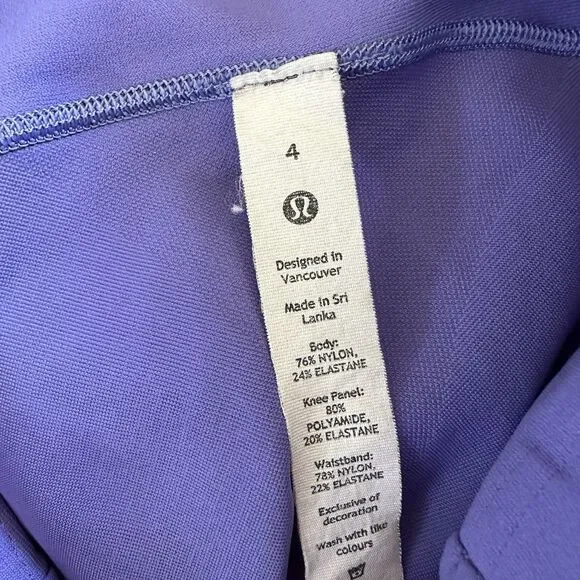 4
Designed in
Vancouver
Made in Sri
Lanka
Body:
76% NYLON,
24% ELASTANE
Knee Panel:
80%
POLYAMIDE,
20% ELASTANE
Waistband:
78% NYLON,
22% ELASTANE
Exclusive of
decoration
Wash with like
colours